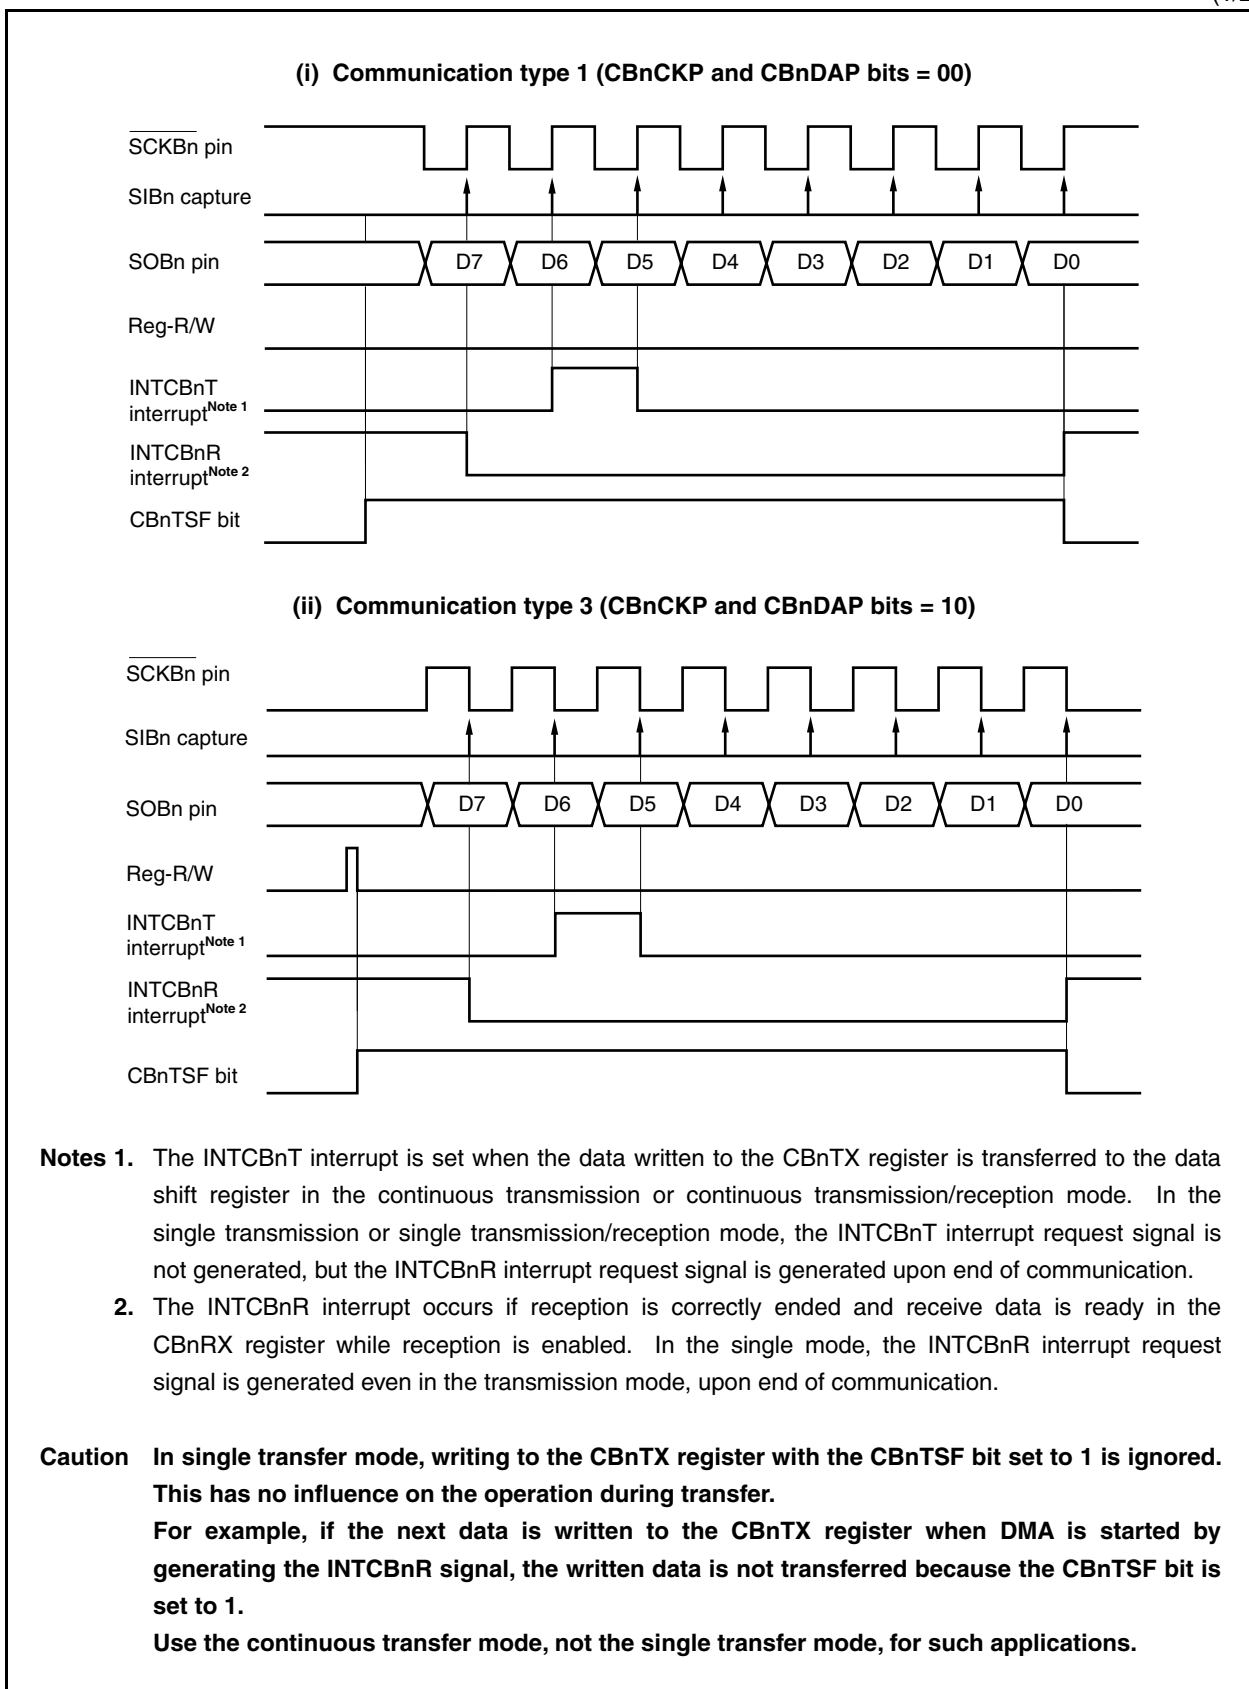 (i) Communication type 1 (CBnCKP and CBnDAP bits = 00)
SCKBn pin
SIBn capture
SOBn pin D7 D6 D5 D4 D3 D2 D1 D0
Reg-R/W
INTCBnT
interruptNote 1
INTCBnR
interruptNote 2
CBnTSF bit
(ii) Communication type 3 (CBnCKP and CBnDAP bits = 10)
SCKBn pin
SIBn capture
SOBn pin D7 D6 D5 D4 D3 D2 D1 D0
Reg-R/W
INTCBnT
interruptNote 1
INTCBnR
interruptNote 2
CBnTSF bit
Notes 1. The INTCBnT interrupt is set when the data written to the CBnTX register is transferred to the data
shift register in the continuous transmission or continuous transmission/reception mode. In the
single transmission or single transmission/reception mode, the INTCBnT interrupt request signal is
not generated, but the INTCBnR interrupt request signal is generated upon end of communication.
2. The INTCBnR interrupt occurs if reception is correctly ended and receive data is ready in the
CBnRX register while reception is enabled. In the single mode, the INTCBnR interrupt request
signal is generated even in the transmission mode, upon end of communication.
Caution In single transfer mode, writing to the CBnTX register with the CBnTSF bit set to 1 is ignored.
This has no influence on the operation during transfer.
For example, if the next data is written to the CBnTX register when DMA is started by
generating the INTCBnR signal, the written data is not transferred because the CBnTSF bit is
set to 1.
Use the continuous transfer mode, not the single transfer mode, for such applications.